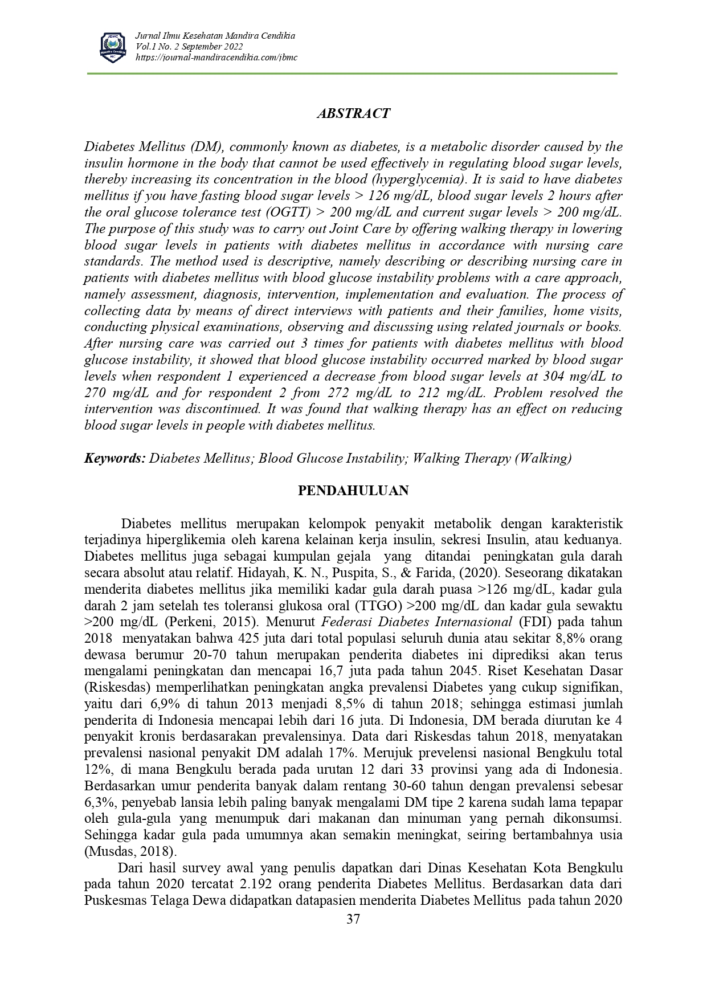 JBMC
Mandira Cendikia
MC
Jurnal Ilmu Kesehatan Mandira Cendikia
Vol.1 No. 2 September 2022
https://journal-mandiracendikia.com/jbmc
ABSTRACT
Diabetes Mellitus (DM), commonly known as diabetes, is a metabolic disorder caused by the
insulin hormone in the body that cannot be used effectively in regulating blood sugar levels,
thereby increasing its concentration in the blood (hyperglycemia). It is said to have diabetes
mellitus if you have fasting blood sugar levels > 126 mg/dL, blood sugar levels 2 hours after
the oral glucose tolerance test (OGTT) > 200 mg/dL and current sugar levels > 200 mg/dL.
The purpose of this study was to carry out Joint Care by offering walking therapy in lowering
blood sugar levels in patients with diabetes mellitus in accordance with nursing care
standards. The method used is descriptive, namely describing or describing nursing care in
patients with diabetes mellitus with blood glucose instability problems with a care approach,
namely assessment, diagnosis, intervention, implementation and evaluation. The process of
collecting data by means of direct interviews with patients and their families, home visits,
conducting physical examinations, observing and discussing using related journals or books.
After nursing care was carried out 3 times for patients with diabetes mellitus with blood
glucose instability, it showed that blood glucose instability occurred marked by blood sugar
levels when respondent 1 experienced a decrease from blood sugar levels at 304 mg/dL to
270 mg/dL and for respondent 2 from 272 mg/dL to 212 mg/dL. Problem resolved the
intervention was discontinued. It was found that walking therapy has an effect on reducing
blood sugar levels in people with diabetes mellitus.
Keywords: Diabetes Mellitus; Blood Glucose Instability; Walking Therapy (Walking)
PENDAHULUAN
Diabetes mellitus merupakan kelompok penyakit metabolik dengan karakteristik
terjadinya hiperglikemia oleh karena kelainan kerja insulin, sekresi Insulin, atau keduanya.
Diabetes mellitus juga sebagai kumpulan gejala yang ditandai peningkatan gula darah
secara absolut atau relatif. Hidayah, K. N., Puspita, S., & Farida, (2020). Seseorang dikatakan
menderita diabetes mellitus jika memiliki kadar gula darah puasa >126 mg/dL, kadar gula
darah 2 jam setelah tes toleransi glukosa oral (TTGO) >200 mg/dL dan kadar gula sewaktu
>200 mg/dL (Perkeni, 2015). Menurut Federasi Diabetes Internasional (FDI) pada tahun
2018 menyatakan bahwa 425 juta dari total populasi seluruh dunia atau sekitar 8,8% orang
dewasa berumur 20-70 tahun merupakan penderita diabetes ini diprediksi akan terus
mengalami peningkatan dan mencapai 16,7 juta pada tahun 2045. Riset Kesehatan Dasar
(Riskesdas) memperlihatkan peningkatan angka prevalensi Diabetes yang cukup signifikan,
yaitu dari 6,9% di tahun 2013 menjadi 8,5% di tahun 2018; sehingga estimasi jumlah
penderita di Indonesia mencapai lebih dari 16 juta. Di Indonesia, DM berada diurutan ke 4
penyakit kronis berdasarakan prevalensinya. Data dari Riskesdas tahun 2018, menyatakan
prevalensi nasional penyakit DM adalah 17%. Merujuk prevelensi nasional Bengkulu total
12%, di mana Bengkulu berada pada urutan 12 dari 33 provinsi yang ada di Indonesia.
Berdasarkan umur penderita banyak dalam rentang 30-60 tahun dengan prevalensi sebesar
6,3%, penyebab lansia lebih paling banyak mengalami DM tipe 2 karena sudah lama tepapar
oleh gula-gula yang menumpuk dari makanan dan minuman yang pernah dikonsumsi.
Sehingga kadar gula pada umumnya akan semakin meningkat, seiring bertambahnya usia
(Musdas, 2018).
Dari hasil survey awal yang penulis dapatkan dari Dinas Kesehatan Kota Bengkulu
pada tahun 2020 tercatat 2.192 orang penderita Diabetes Mellitus. Berdasarkan data dari
Puskesmas Telaga Dewa didapatkan datapasien menderita Diabetes Mellitus pada tahun 2020
37